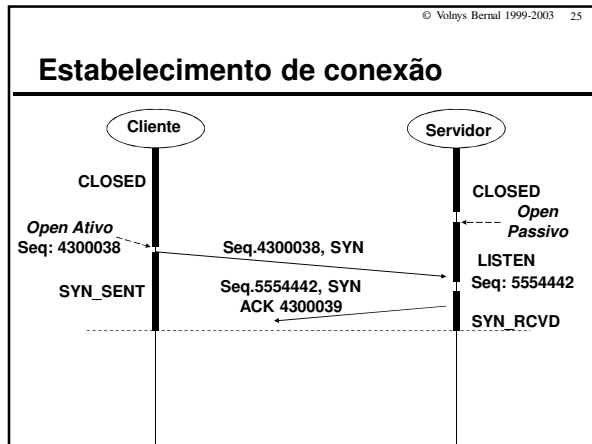 © Volnys Bernal 1999-2003 25
Estabelecimento de conexão
Cliente
Servidor
CLOSED
CLOSED
Open Ativo
Seq: 4300038
Open
Passivo
Seq.4300038, SYN
LISTEN
Seq: 5554442
SYN_SENT
Seq.5554442, SYN
ACK 4300039
SYN_RCVD